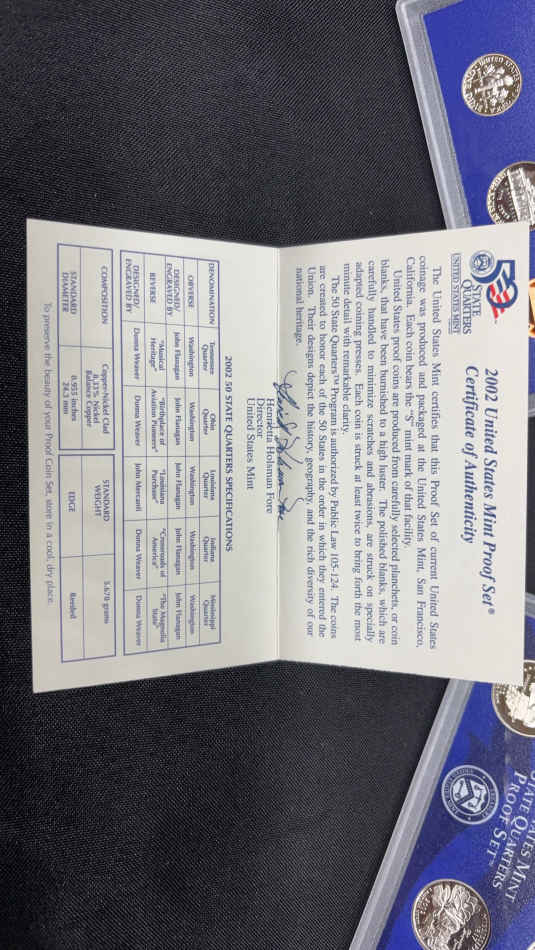 50
STATE
QUARTERS
UNITED STATES MINT
2002 United States Mint Proof Set®
Certificate of Authenticity
The United States Mint certifies that this Proof Set of current United States
coinage was produced and packaged at the United States Mint, San Francisco,
California. Each coin bears the "S" mint mark of that facility.
United States proof coins are produced from carefully selected planchets, or coin
blanks, that have been burnished to a high luster. The polished blanks, which are
carefully handled to minimize scratches and abrasions, are struck on specially
adapted coining presses. Each coin is struck at least twice to bring forth the most
minute detail with remarkable clarity.
The 50 State Quarters™ Program is authorized by Public Law 105-124. The coins
are created to honor each of the 50 States in the order in which they entered the
Union. Their designs depict the history, geography, and the rich diversity of our
national heritage.
Henrietta Holsman Fore
Director
United States Mint
2002 50 STATE QUARTERS SPECIFICATIONS
DENOMINATION Tennessee Quarter Ohio Quarter Louisiana Quarter Indiana Quarter Mississippi Quarter
OBVERSE Washington Washington Washington Washington Washington
DESIGNED/ ENGRAVED BY John Flanagan John Flanagan John Flanagan John Flanagan John Flanagan
REVERSE "Musical Heritage" "Birthplace of Aviation Pioneers" "Louisiana Purchase" "Crossroads of America" "The Magnolia State"
DESIGNED/ ENGRAVED BY Donna Weaver Donna Weaver John Mercanti Donna Weaver Donna Weaver
COMPOSITION Copper-Nickel Clad 8.33% Nickel Balance Copper STANDARD WEIGHT 5.670 grams
STANDARD DIAMETER 0.955 inches 24.3 mm EDGE Reeded
To preserve the beauty of your Proof Coin Set, store in a cool, dry place.
STATES MINT
STATE QUARTERS
PROOF SET™